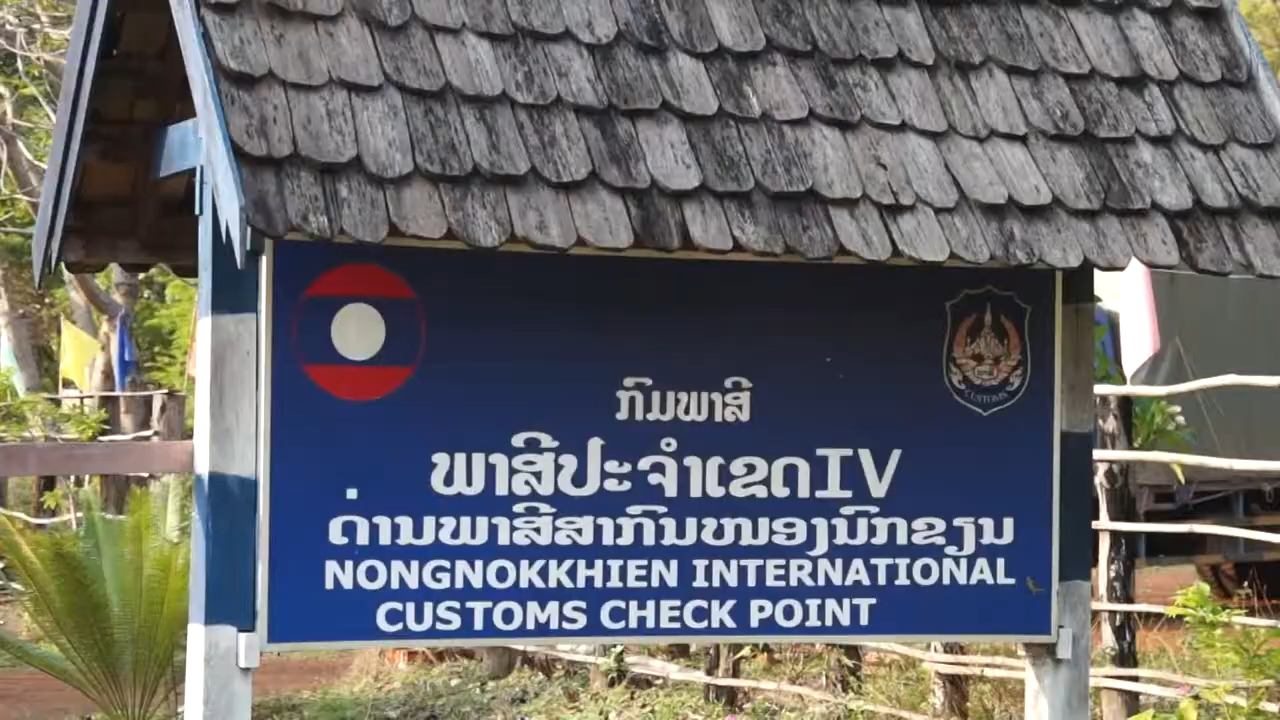 ກົມພາສີ
ພາສີປະຈຳເຂດIV
ດ່ານພາສີສາກົນໜອງນົກຂຽນ
NONGNOKKHIEN INTERNATIONAL
CUSTOMS CHECK POINT
CUSTOMS